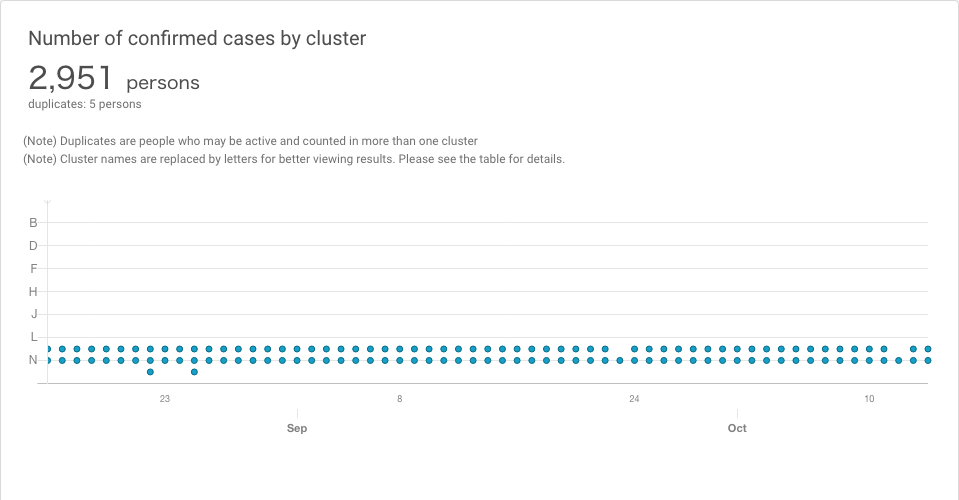 Number of confirmed cases by cluster
2,951 persons
duplicates: 5 persons
(Note) Duplicates are people who may be active and counted in more than one cluster
(Note) Cluster names are replaced by letters for better viewing results. Please see the table for details.
B
D
F
H
J
L
N
23 8 24 10
Sep Oct